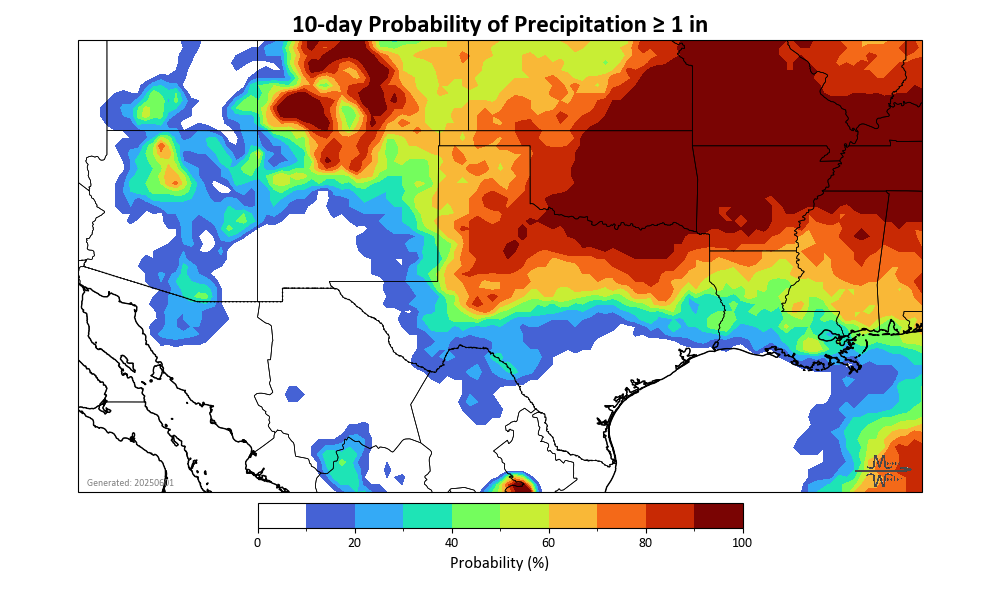 10-day Probability of Precipitation ≥ 1 in
Generated: 20250601
0 20 40 60 80 100
Probability (%)